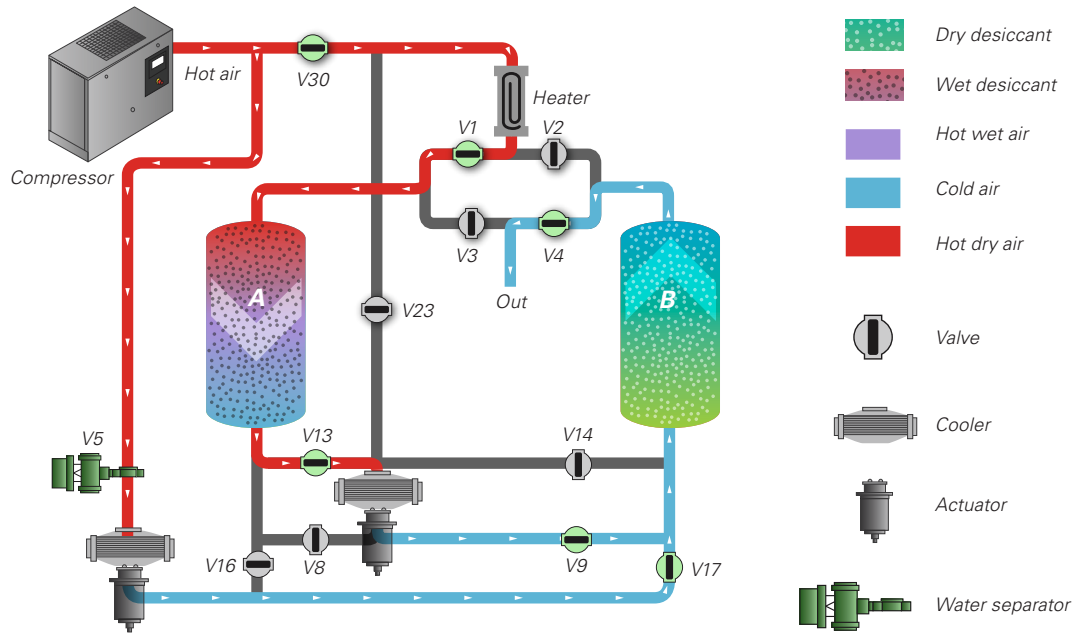 Hot air
V30
Compressor
Heater
V1
V2
V3
V4
Out
A
B
V23
V5
V13
V14
V16
V8
V9
V17
Dry desiccant
Wet desiccant
Hot wet air
Cold air
Hot dry air
Valve
Cooler
Actuator
Water separator